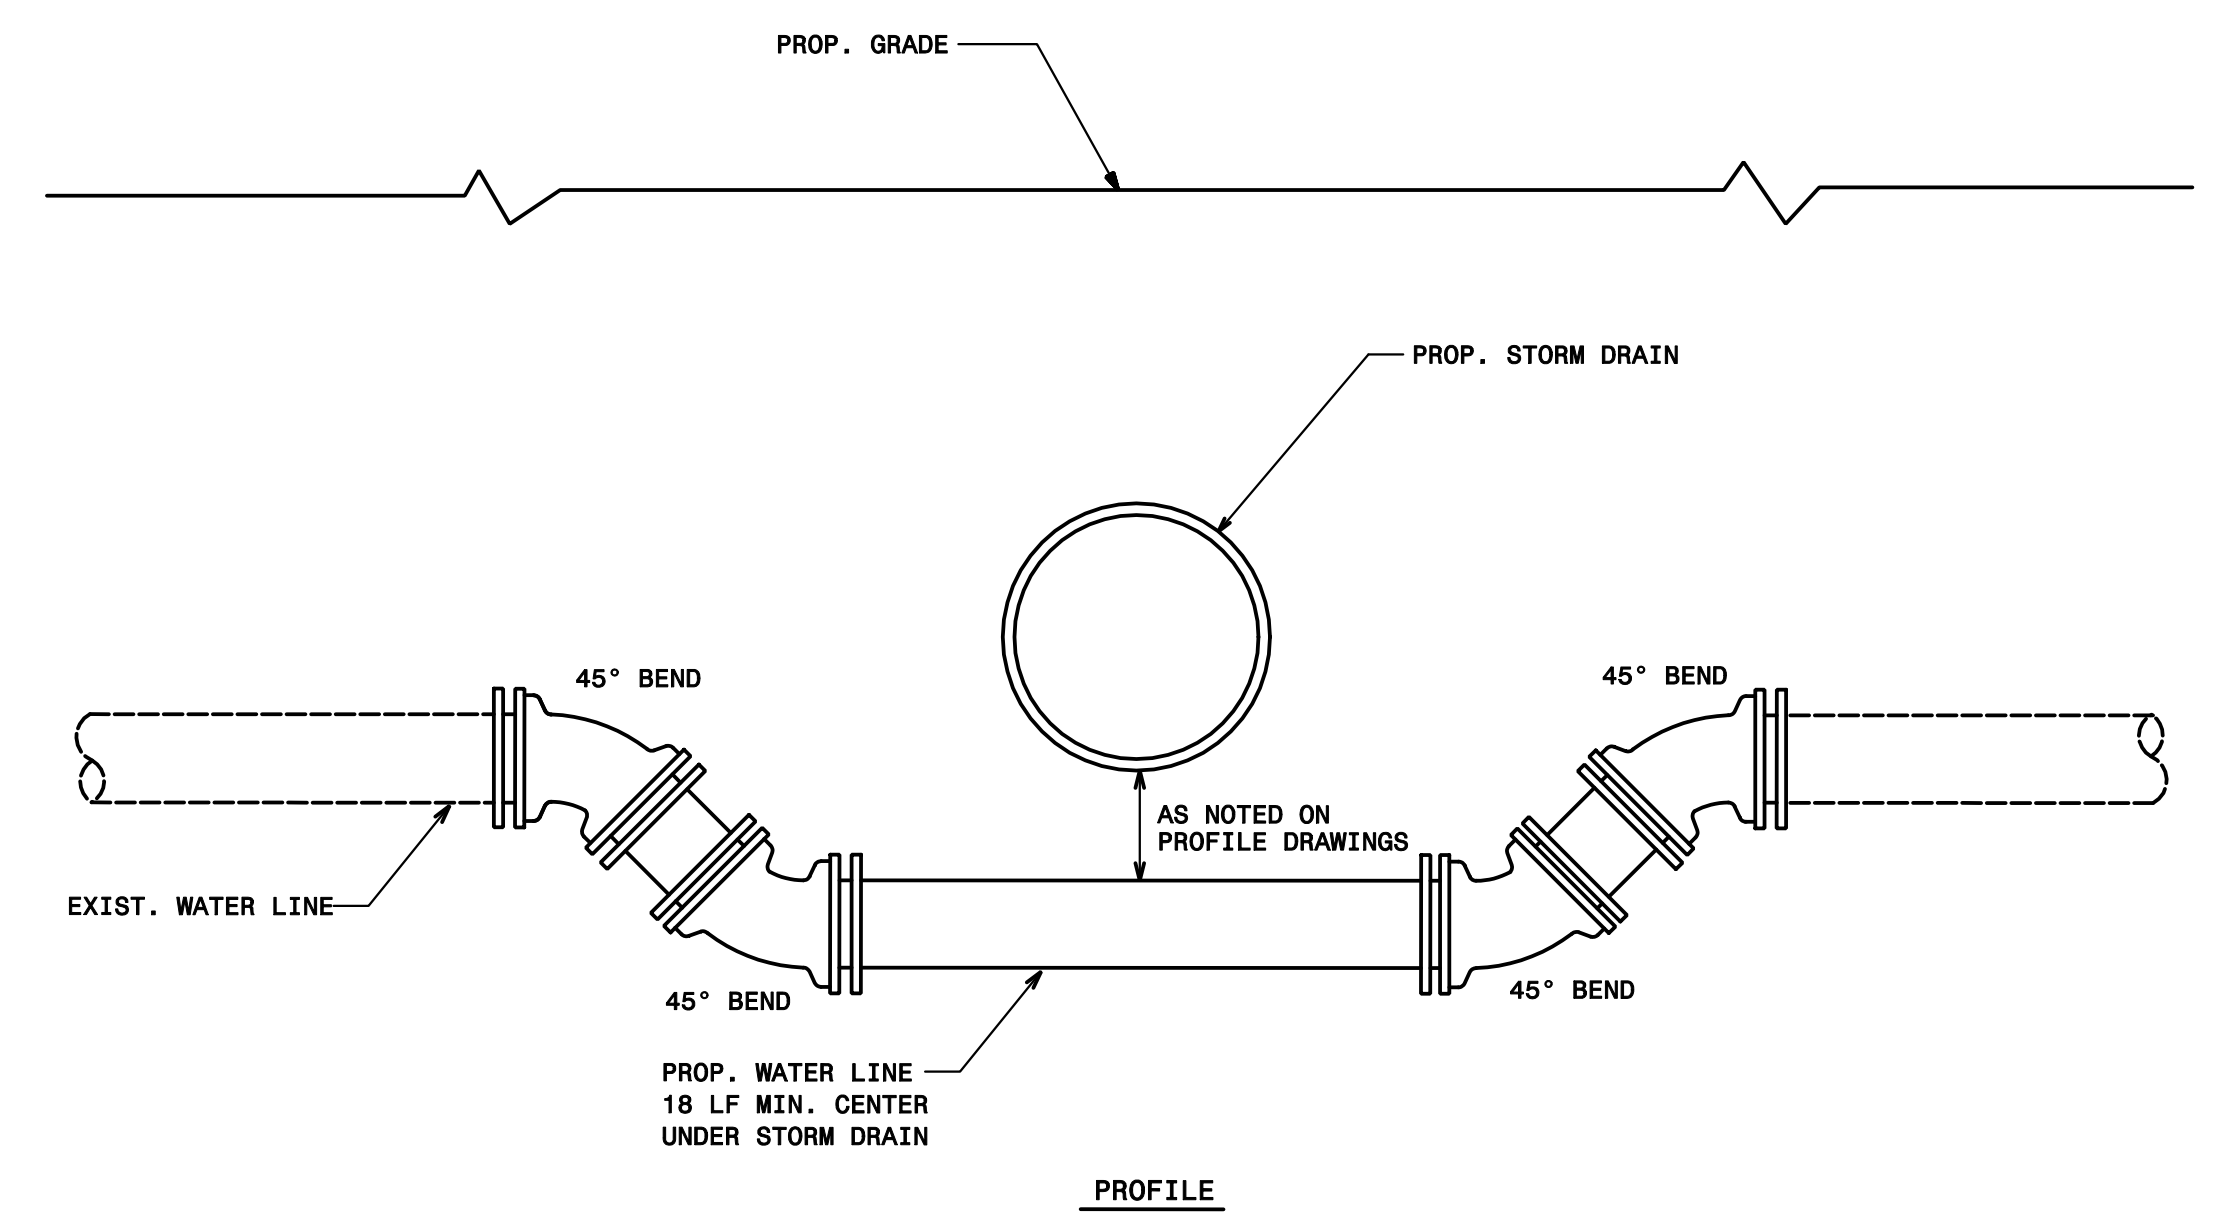 PROP. GRADE
PROP. STORM DRAIN
45° BEND
45° BEND
AS NOTED ON
PROFILE DRAWINGS
EXIST. WATER LINE
45° BEND
45° BEND
PROP. WATER LINE
18 LF MIN. CENTER
UNDER STORM DRAIN
PROFILE